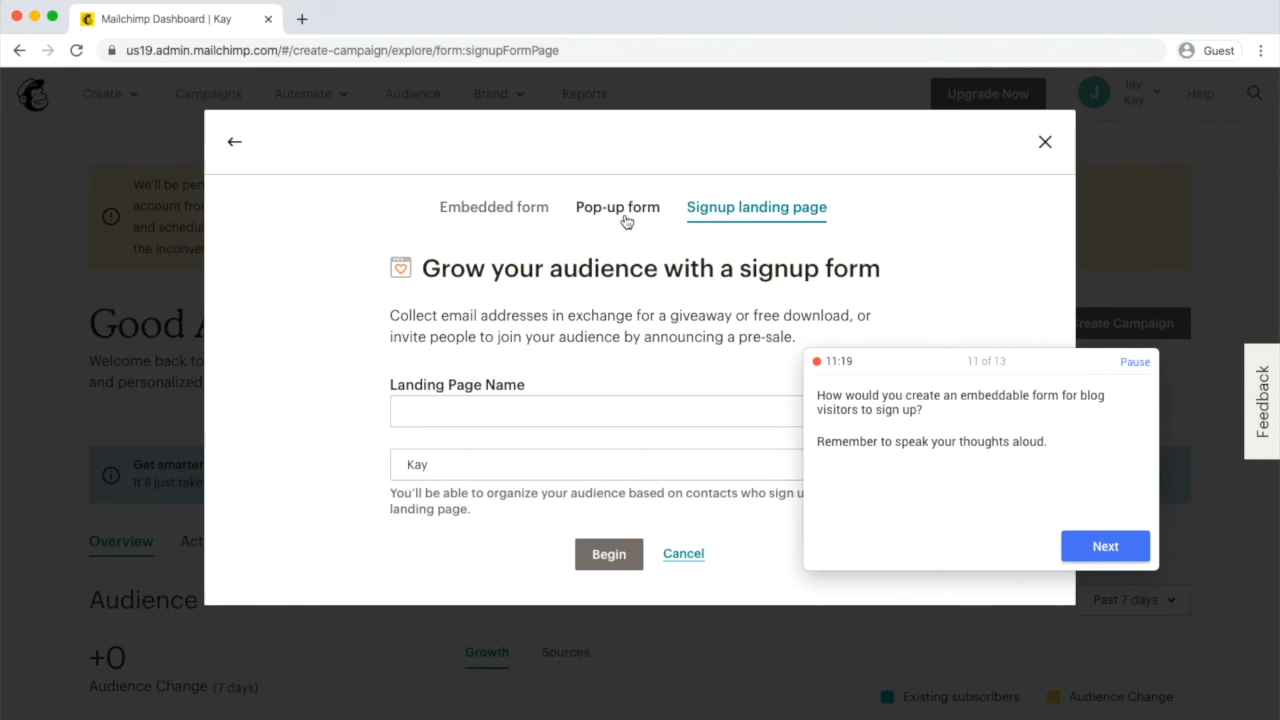 Mailchimp Dashboard | Kay
us19.admin.mailchimp.com/#/create-campaign/explore/form:signupFormPage
Guest
Create
Campaigns
Automate
Audience
Brand
Reports
Upgrade Now
J
Jay
Kay
Help
We'll be per
account from
and schedul
the inconven
Embedded form
Pop-up form
Signup landing page
Grow your audience with a signup form
Collect email addresses in exchange for a giveaway or free download, or
invite people to join your audience by announcing a pre-sale.
Good A
Welcome back to
and personalized
Create Campaign
Landing Page Name
Kay
You'll be able to organize your audience based on contacts who sign u
landing page.
Begin
Cancel
11:19
11 of 13
Pause
How would you create an embeddable form for blog
visitors to sign up?
Remember to speak your thoughts aloud.
Next
Feedback
Get smarter
It'll just take
Overview
Act
Audience
Past 7 days
+0
Audience Change (7 days)
Growth
Sources
Existing subscribers
Audience Change